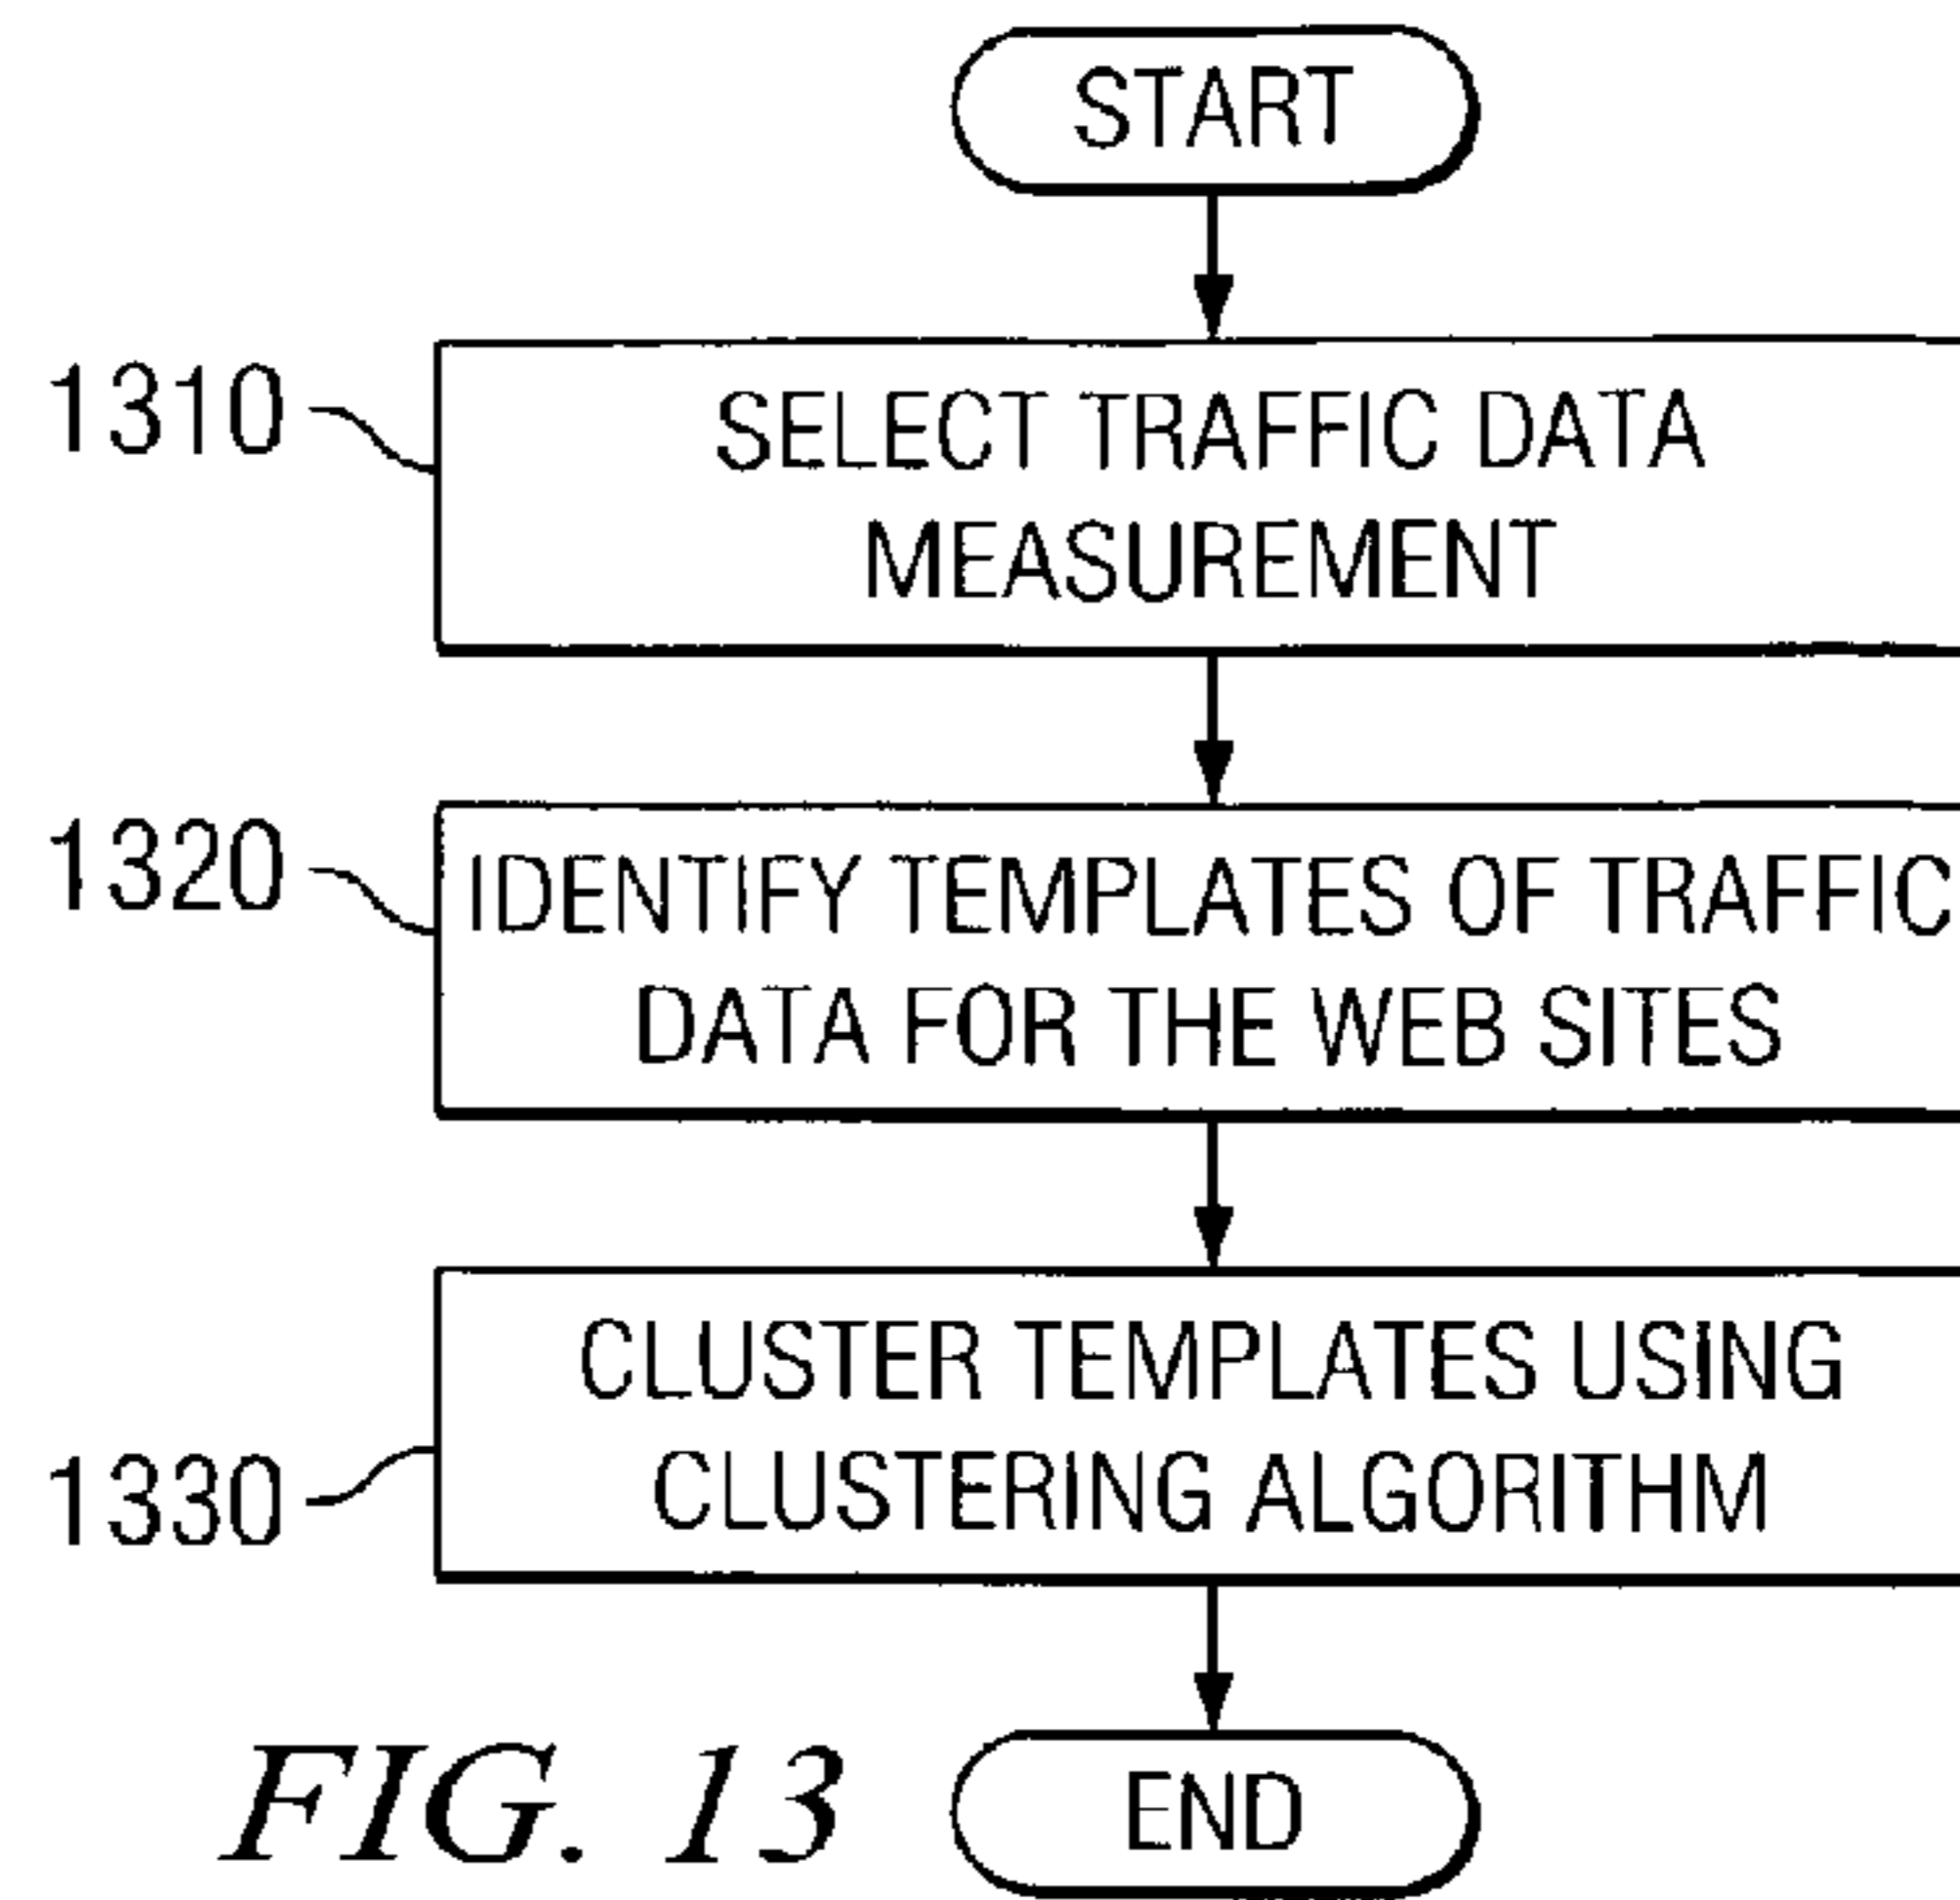 START
1310
SELECT TRAFFIC DATA
MEASUREMENT
1320
IDENTIFY TEMPLATES OF TRAFFIC
DATA FOR THE WEB SITES
CLUSTER TEMPLATES USING
CLUSTERING ALGORITHM
1330
FIG. 13
END